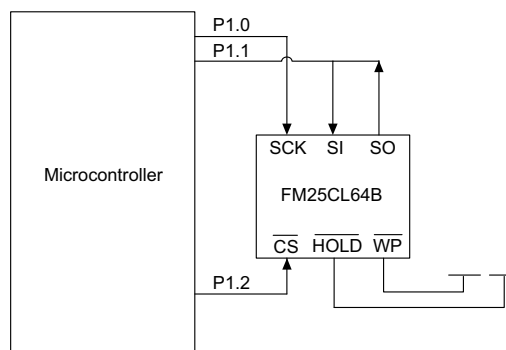 P1.0
P1.1
SCK SI SO
Microcontroller
FM25CL64B
CS HOLD WP
P1.2